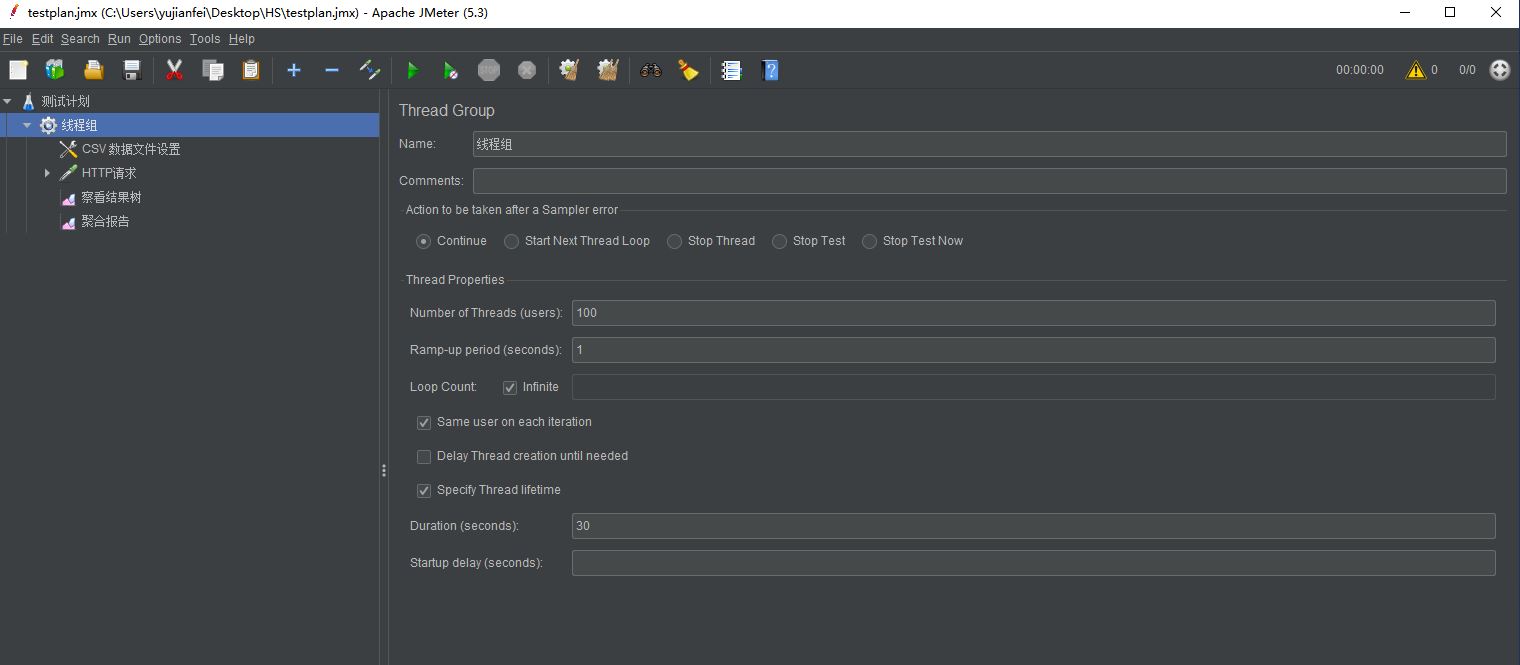 testplan.jmx (C:\Users\yujianfei\Desktop\HS\testplan.jmx) - Apache JMeter (5.3)
File Edit Search Run Options Tools Help
STOP
00:00:00 0 0/0
测试计划
线程组
CSV 数据文件设置
HTTP请求
察看结果树
聚合报告
Thread Group
Name: 线程组
Comments:
Action to be taken after a Sampler error
Continue Start Next Thread Loop Stop Thread Stop Test Stop Test Now
Thread Properties
Number of Threads (users): 100
Ramp-up period (seconds): 1
Loop Count: Infinite
Same user on each iteration
Delay Thread creation until needed
Specify Thread lifetime
Duration (seconds): 30
Startup delay (seconds):